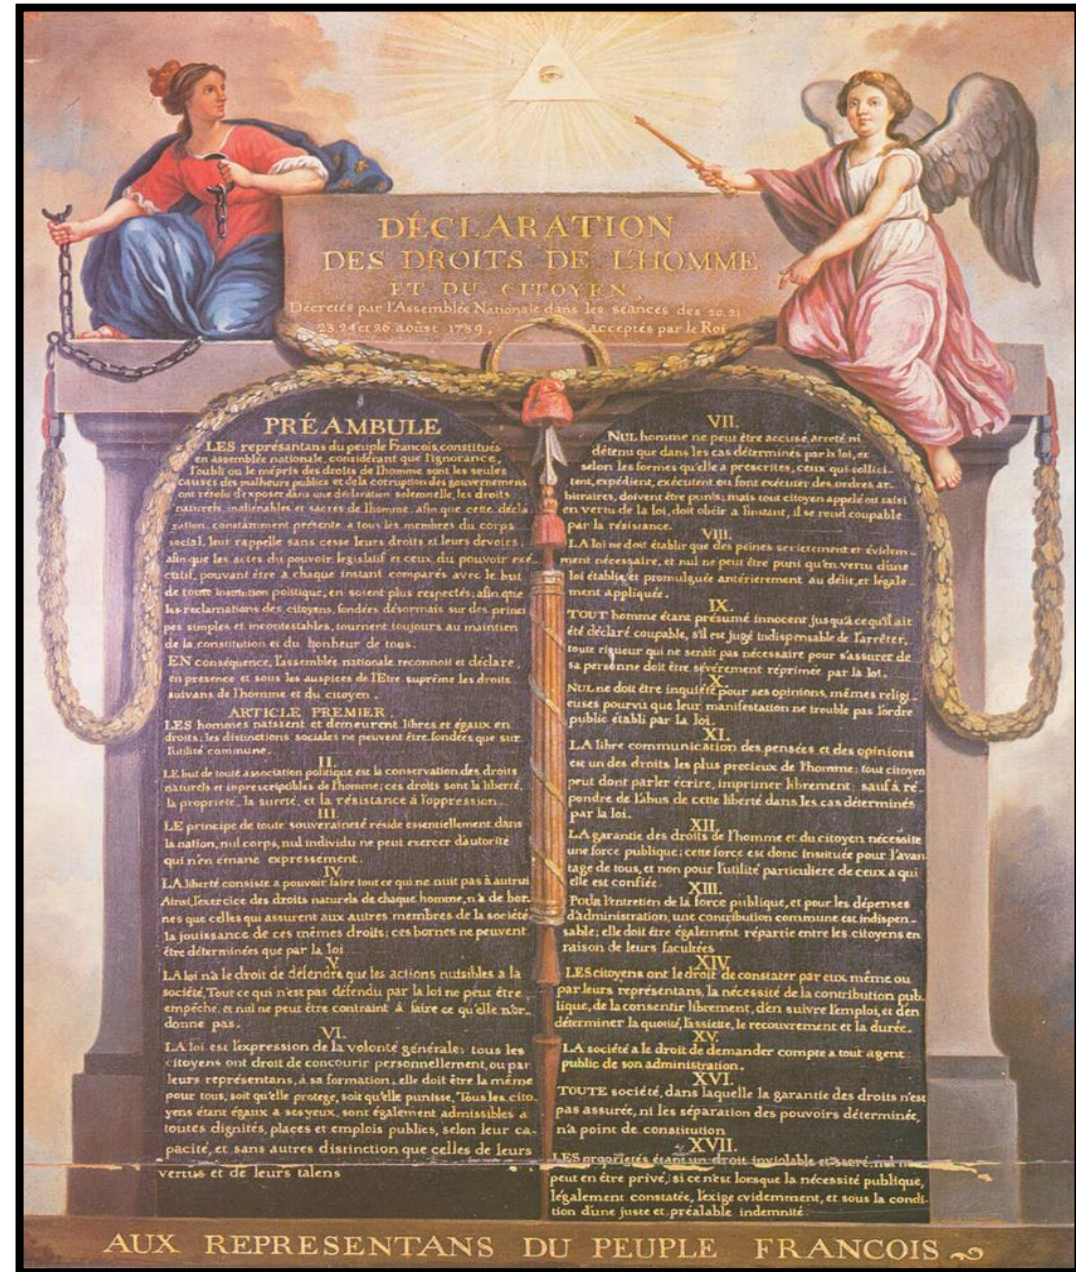 DÉCLARATION
DES DROITS DE L'HOMME
ET DU CITOYEN
Décretés par l'Assemblée Nationale dans les séances des 20, 21
23, 24 et 26 aôust 1789, acceptés par le Roi
PRÉAMBULE
LES représantans du peuple Francois, constitués
en assemblée nationale, considérant que l'ignorance,
l'oubli ou le mépris des droits de l'homme sont les seules
causes des malheurs publics et de la corruption des gouvernemens
ont résolu d'exposer dans une déclaration solemnelle, les droits
naturels, inaliénables et sacrés de l'homme: afin que cette décla
ration, constamment présente a tous les membres du corps
social, leur rappelle sans cesse leurs droits et leurs devoirs;
afin que les actes du pouvoir législatif et ceux du pouvoir exé
cutif, pouvant être a chaque instant comparés avec le but
de toute institution politique, en soient plus respectés; afin que
les reclamations des citoyens, fondées désormais sur des princi
pes simples et incontestables, tournent toujours au maintien
de la constitution et du bonheur de tous.
EN conséquence, l'assemblée nationale reconnoit et déclare,
en presence et sous les auspices de l'Etre suprême les droits
suivans de l'homme et du citoyen.
ARTICLE PREMIER.
LES hommes naissent et demeurent libres et égaux en
droits; les distinctions sociales ne peuvent être fondées que sur
l'utilité commune.
II.
LE but de toute association politique est la conservation des droits
naturels et inprescriptibles de l'homme; ces droits sont la liberté,
la propriété, la sureté, et la résistance à l'oppression.
III.
LE principe de toute souveraineté réside essentiellement dans
la nation, nul corps, nul individu ne peut exercer d'autorité
qui n'en émane expressément.
IV.
LA liberté consiste a pouvoir faire tout ce qui ne nuit pas à autrui
Ainsi, l'exercice des droits naturels de chaque homme, n'a de bor
nes que celles qui assurent aux autres membres de la société
la jouissance de ces mêmes droits; ces bornes ne peuvent
être déterminées que par la loi
V.
LA loi n'a le droit de défendre que les actions nuisibles a la
société. Tout ce qui n'est pas défendu par la loi ne peut être
empêché, et nul ne peut être contraint à faire ce qu'elle n'or
donne pas.
VI.
LA loi est l'expression de la volonté générale; tous les
citoyens ont droit de concourir personnellement, ou par
leurs représentans, à sa formation; elle doit être la même
pour tous, soit qu'elle protege, soit qu'elle punisse, Tous les cito
yens étant égaux a ses yeux, sont également admissibles a
toutes dignités, places et emplois publics, selon leur ca
pacité, et sans autres distinction que celles de leurs
vertus et de leurs talens
VII.
NUL homme ne peut être accusé, arreté ni
détenu que dans les cas déterminés par la loi, et
selon les formes qu'elle a prescrites, ceux qui sollici
tent, expédient, exécutent ou font exécuter des ordres ar
bitraires, doivent être punis; mais tout citoyen appelé ou saisi
en vertu de la loi, doit obéir a l'instant, il se rend coupable
par la résistance.
VIII.
LA loi ne doit établir que des peines strictement et évidem
ment nécessaire, et nul ne peut être puni qu'en vertu d'une
loi établie et promulguée antérierement au délit, et légale
ment appliquée.
IX.
TOUT homme étant présumé innocent jusqu'a ce qu'il ait
été déclaré coupable, s'il est jugé indispensable de l'arrêter,
toute rigueur qui ne serait pas nécessaire pour s'assurer de
sa personne doit être sévèrement réprimée par la loi.
X.
NUL ne doit être inquiété pour ses opinions, mêmes religi
euses pourvu que leur manifestation ne trouble pas l'ordre
public établi par la loi.
XI.
LA libre communication des pensées et des opinions
est un des droits les plus precieux de l'homme: tout citoyen
peut dont parler écrire, imprimer librement; sauf à ré
pondre de l'abus de cette liberté dans les cas déterminés
par la loi.
XII.
LA garantie des droits de l'homme et du citoyen nécessite
une force publique; cette force est donc instituée pour l'avan
tage de tous, et non pour l'utilité particuliere de ceux a qui
elle est confiée.
XIII.
POUR l'entretien de la force publique, et pour les dépenses
d'administration, une contribution commune est indispen
sable; elle doit être également répartie entre les citoyens en
raison de leurs facultées
XIV.
LES citoyens ont le droit de constater par eux même ou
par leurs représentans, la nécessité de la contribution pub
lique, de la consentir librement, d'en suivre l'emploi, et d'en
déterminer la quotité, l'assiette, le recouvrement et la durée.
XV.
LA société a le droit de demander compte a tout agent
public de son administration.
XVI.
TOUTE société, dans laquelle la garantie des droits n'est
pas assurée, ni les séparation des pouvoirs déterminée,
n'a point de constitution
XVII.
LES propriétés étant un droit inviolable et sacré, nul ne
peut en être privé, si ce n'est lorsque la nécessité publique,
légalement constatée, l'exige evidemment, et sous la condi
tion d'une juste et préalable indemnité.
AUX REPRESENTANS DU PEUPLE FRANCOIS